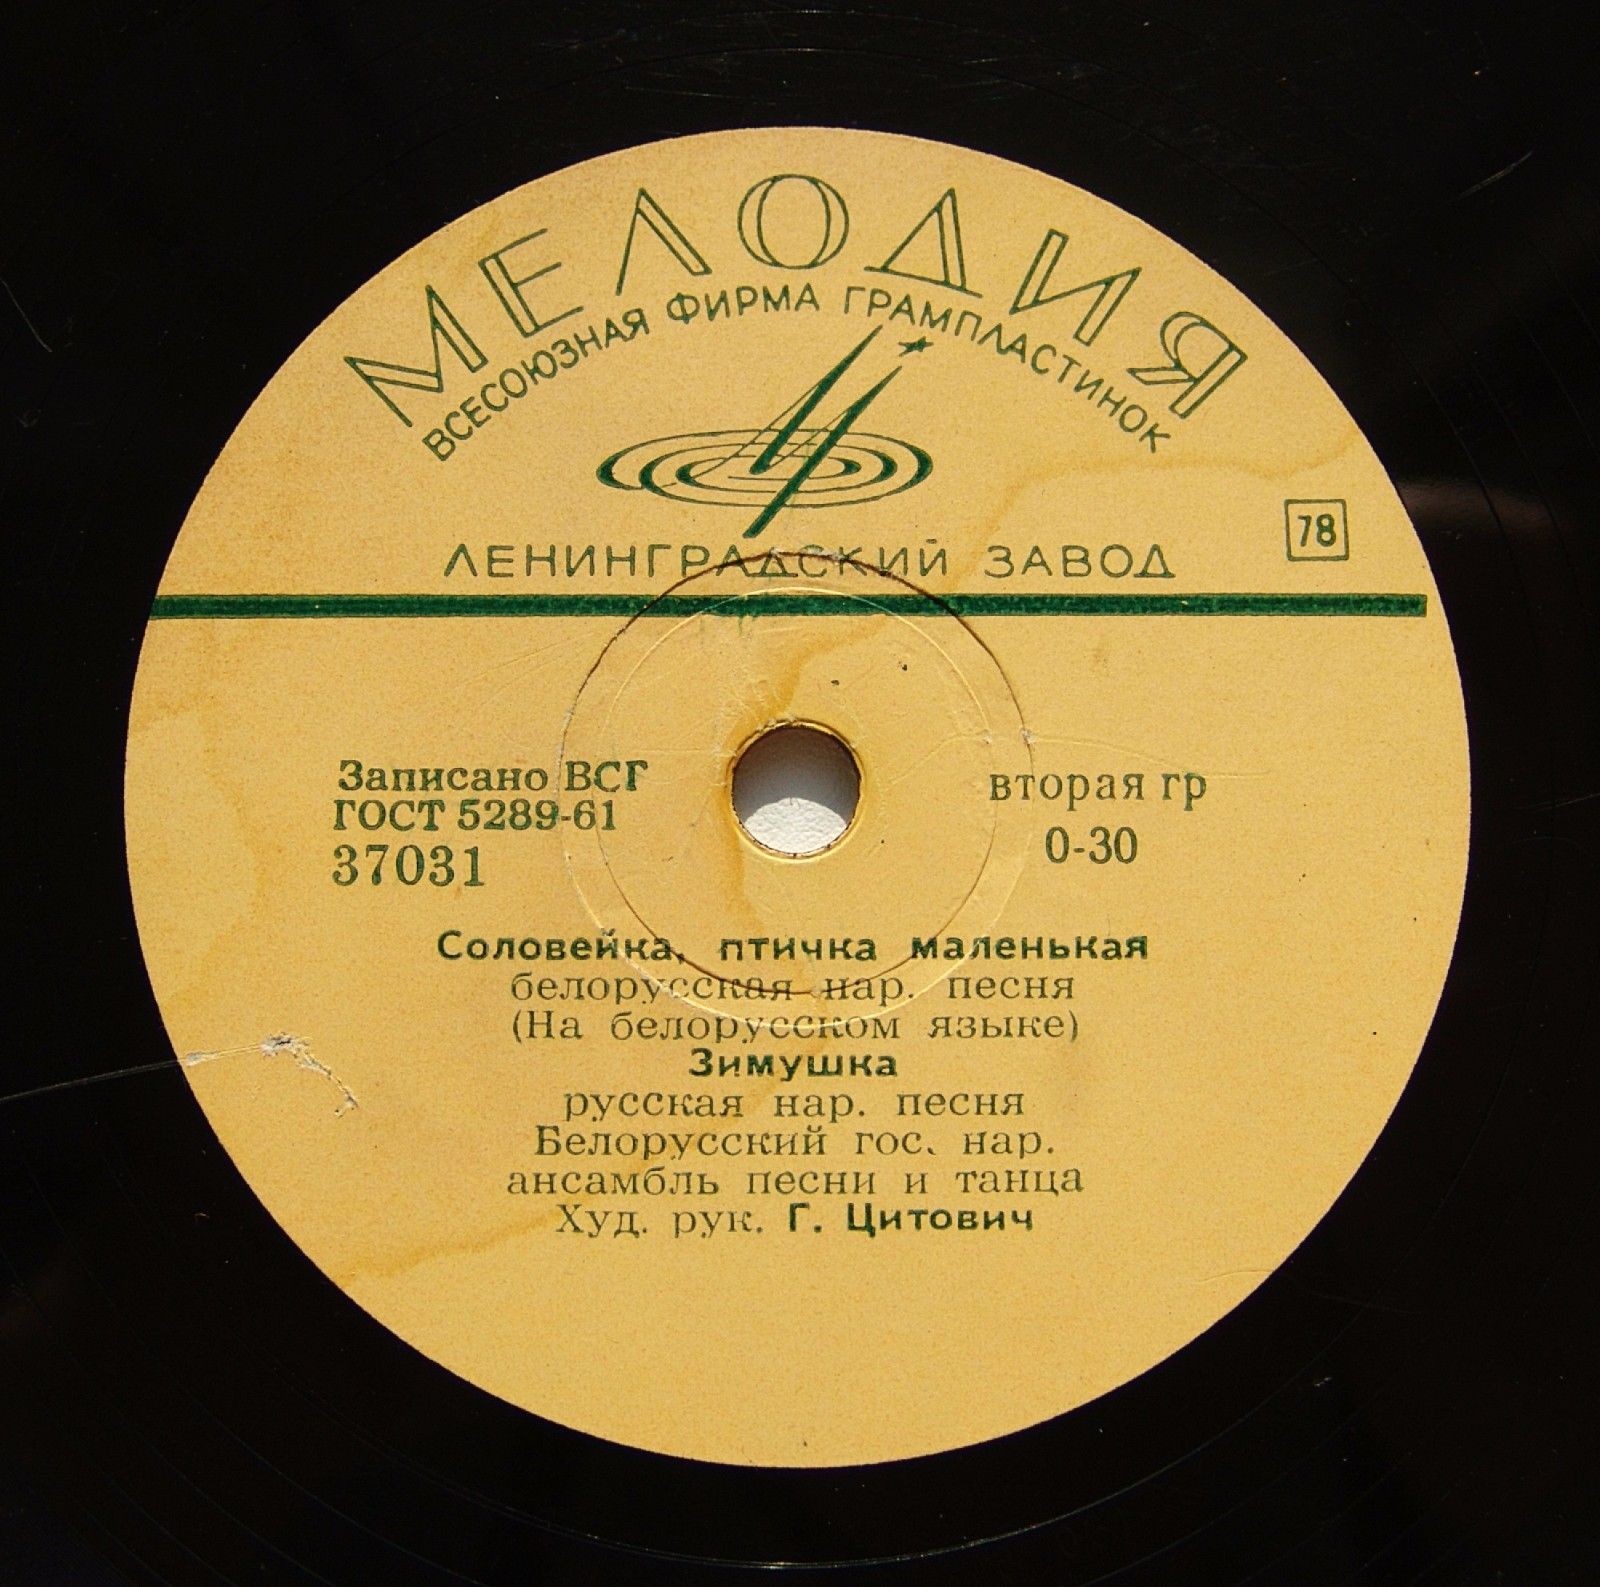 МЕЛОДИЯ
ВСЕСОЮЗНАЯ ФИРМА ГРАМПЛАСТИНОК
ЛЕНИНГРАДСКИЙ ЗАВОД
78
Записано ВСГ
ГОСТ 5289-61
37031
вторая гр
0-30
Соловейка, птичка маленькая
белорусская нар. песня
(На белорусском языке)
Зимушка
русская нар. песня
Белорусский гос. нар.
ансамбль песни и танца
Худ. рук. Г. Цитович